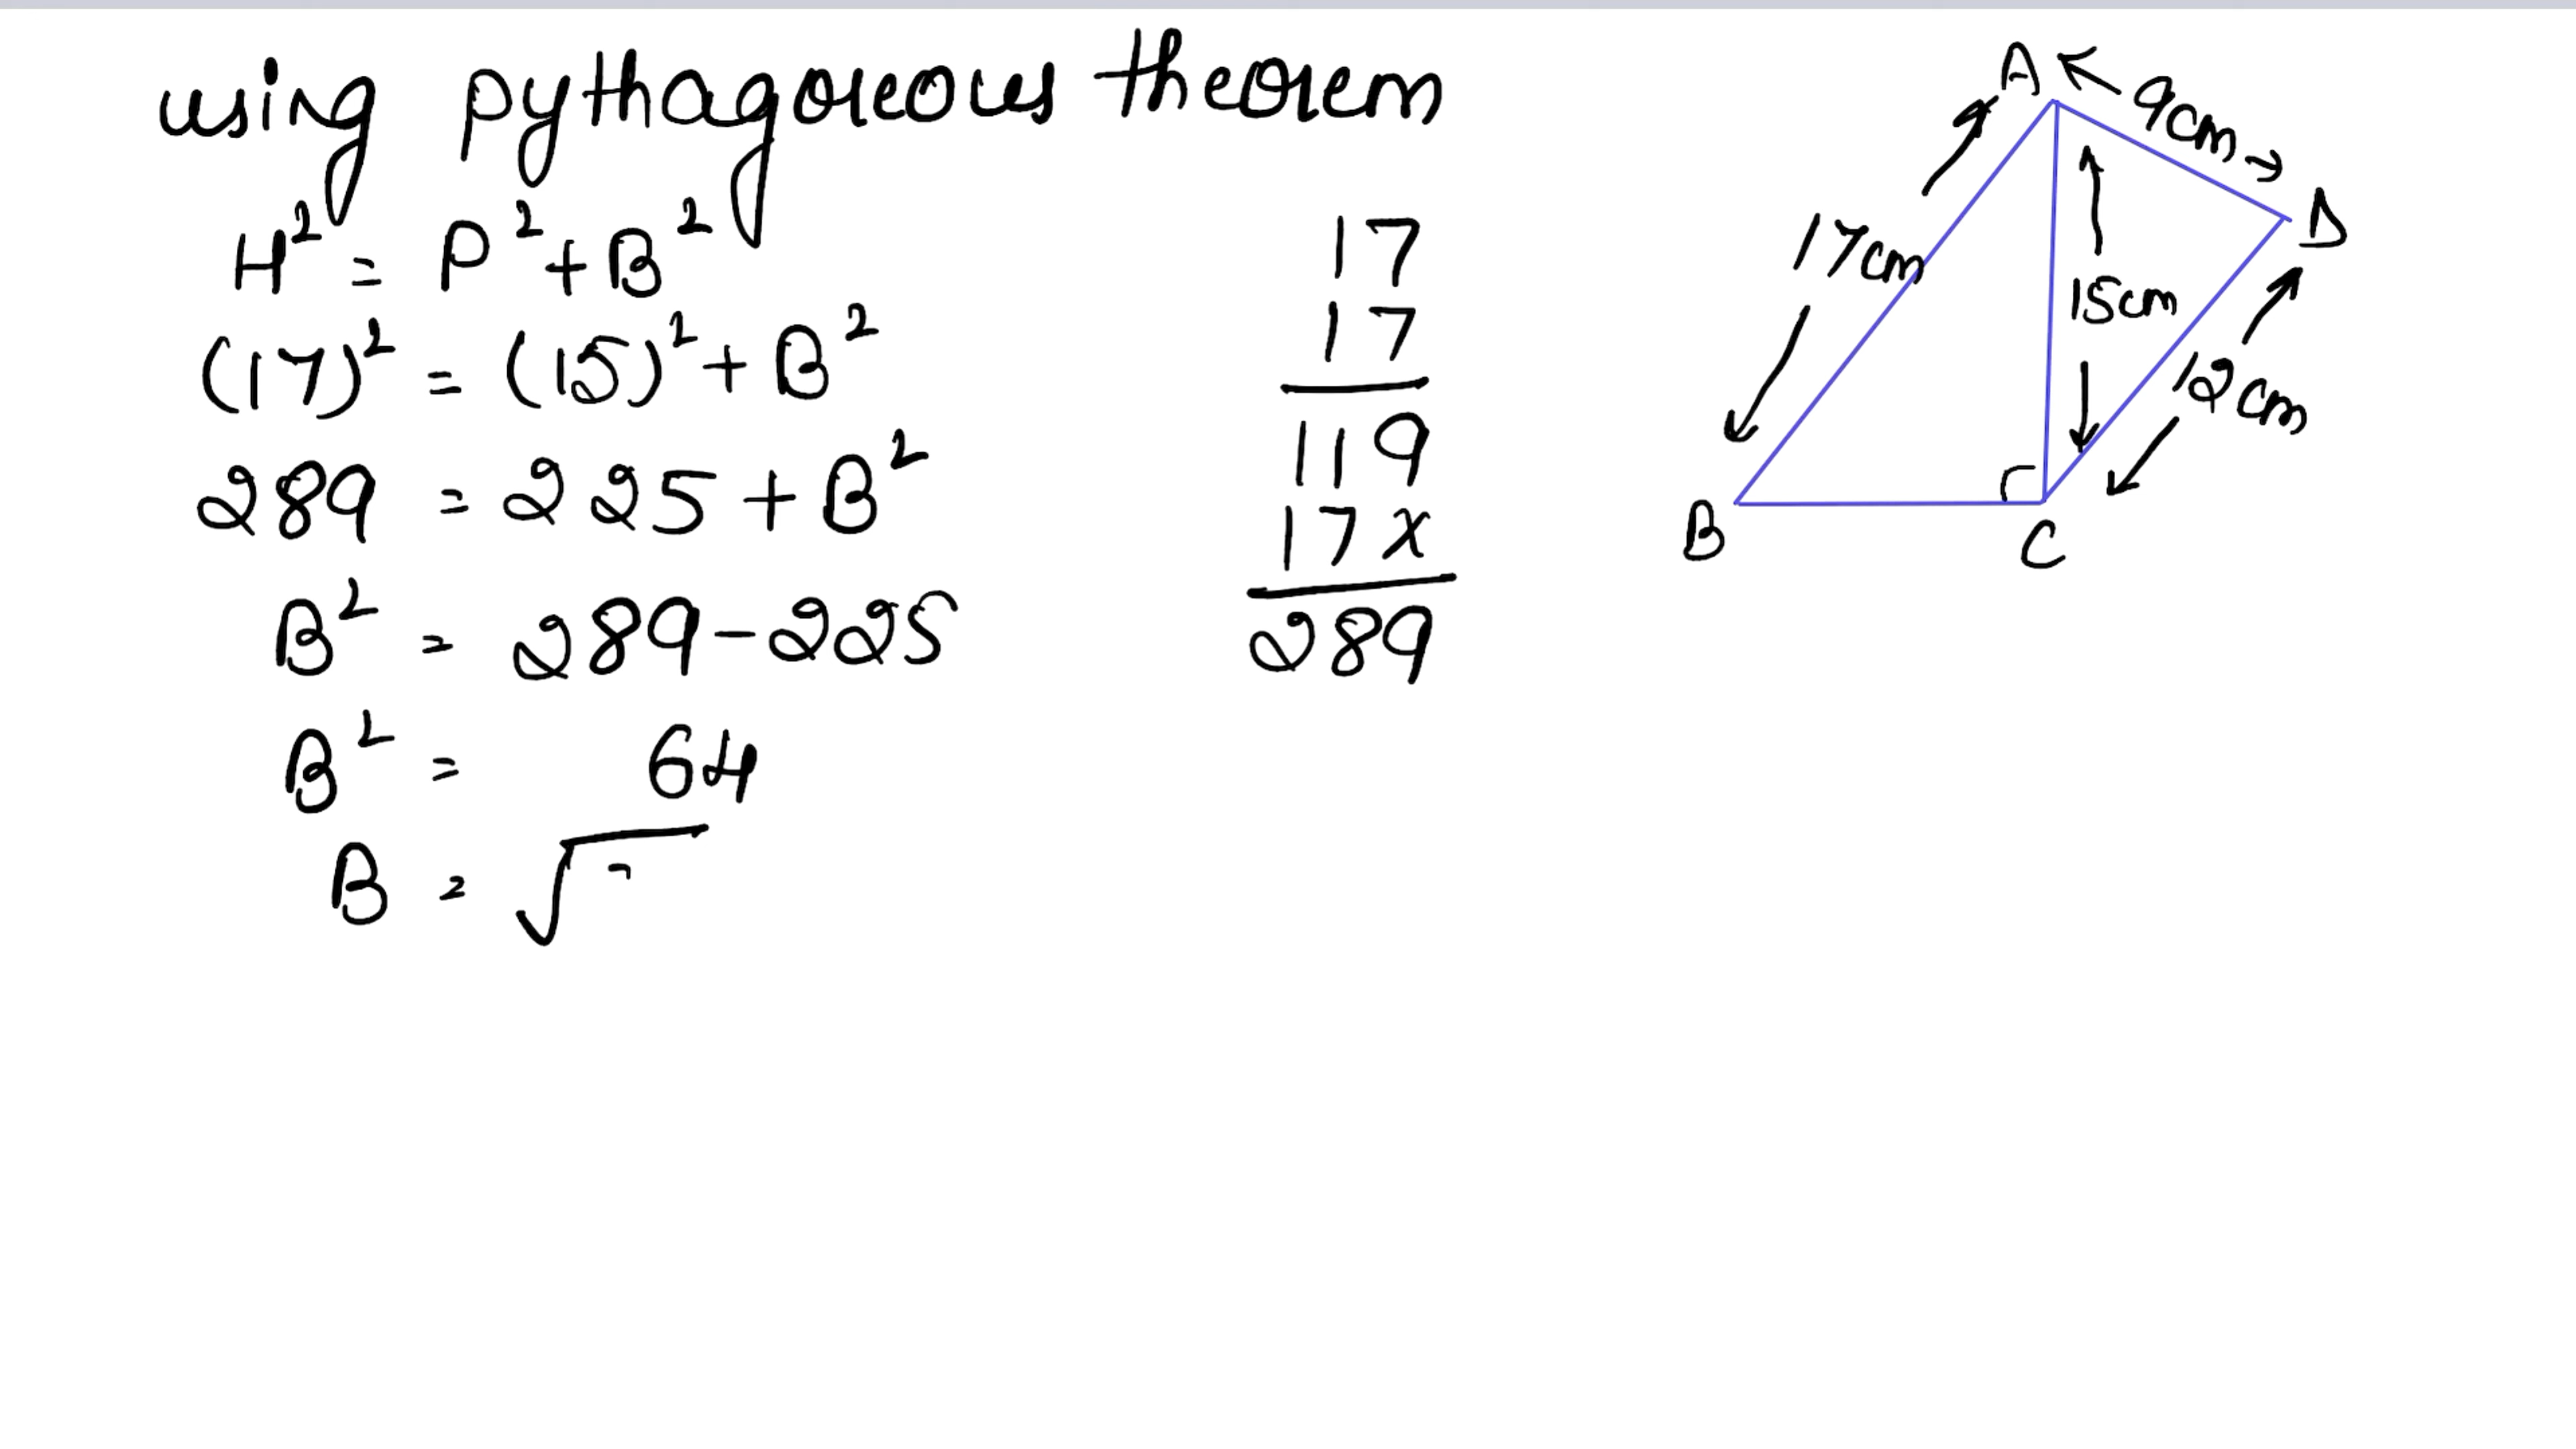 using pythagoreous theorem
H² = P² + B²
(17)² = (15)² + B²
289 = 225 + B²
B² = 289 - 225
B² = 64
B = √
17
17
119
17x
289
A
9cm
D
17cm
15cm
12cm
B
C